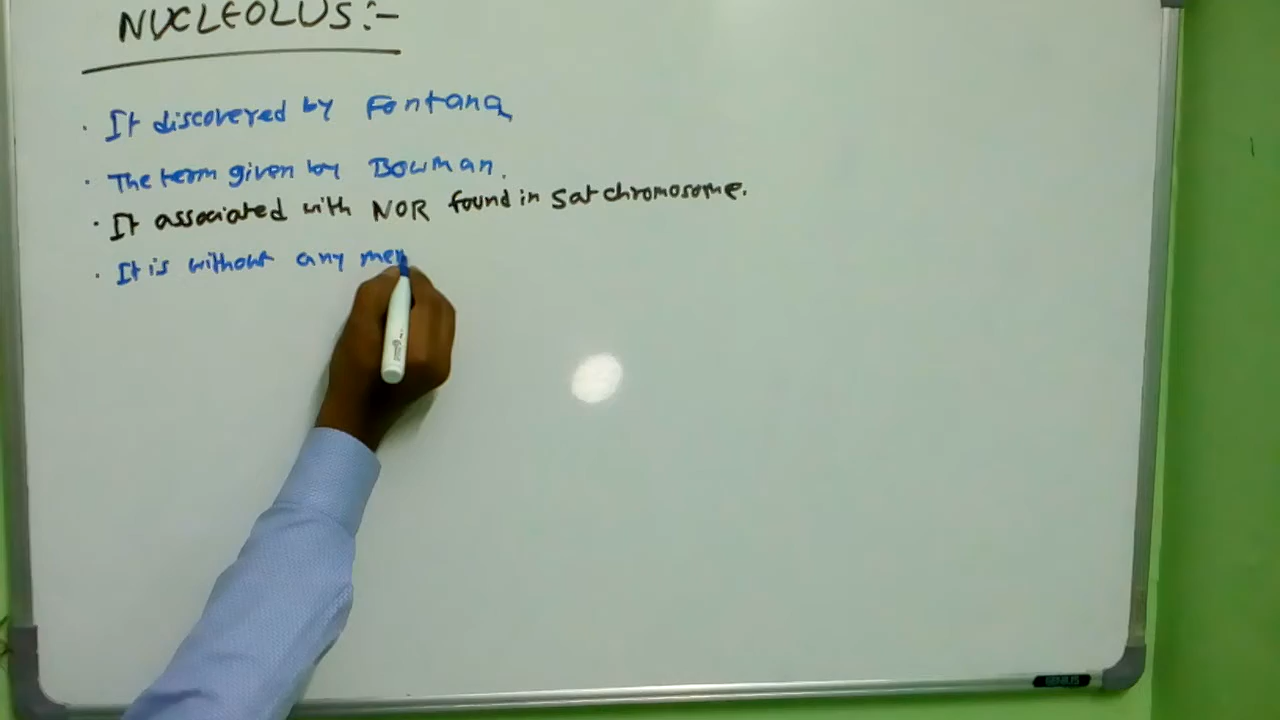 NUCLEOLUS:-
· It discovered by Fontana
· The term given by Bowman.
· It associated with NOR found in Sat chromosome.
· It is without any mem